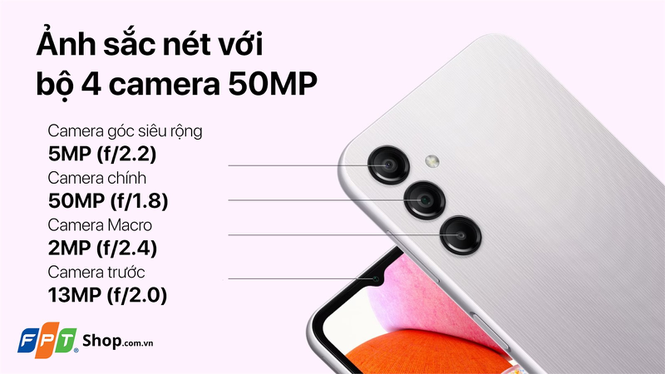 Ảnh sắc nét với
bộ 4 camera 50MP
Camera góc siêu rộng
5MP (f/2.2)
Camera chính
50MP (f/1.8)
Camera Macro
2MP (f/2.4)
Camera trước
13MP (f/2.0)
FPT® Shop.com.vn